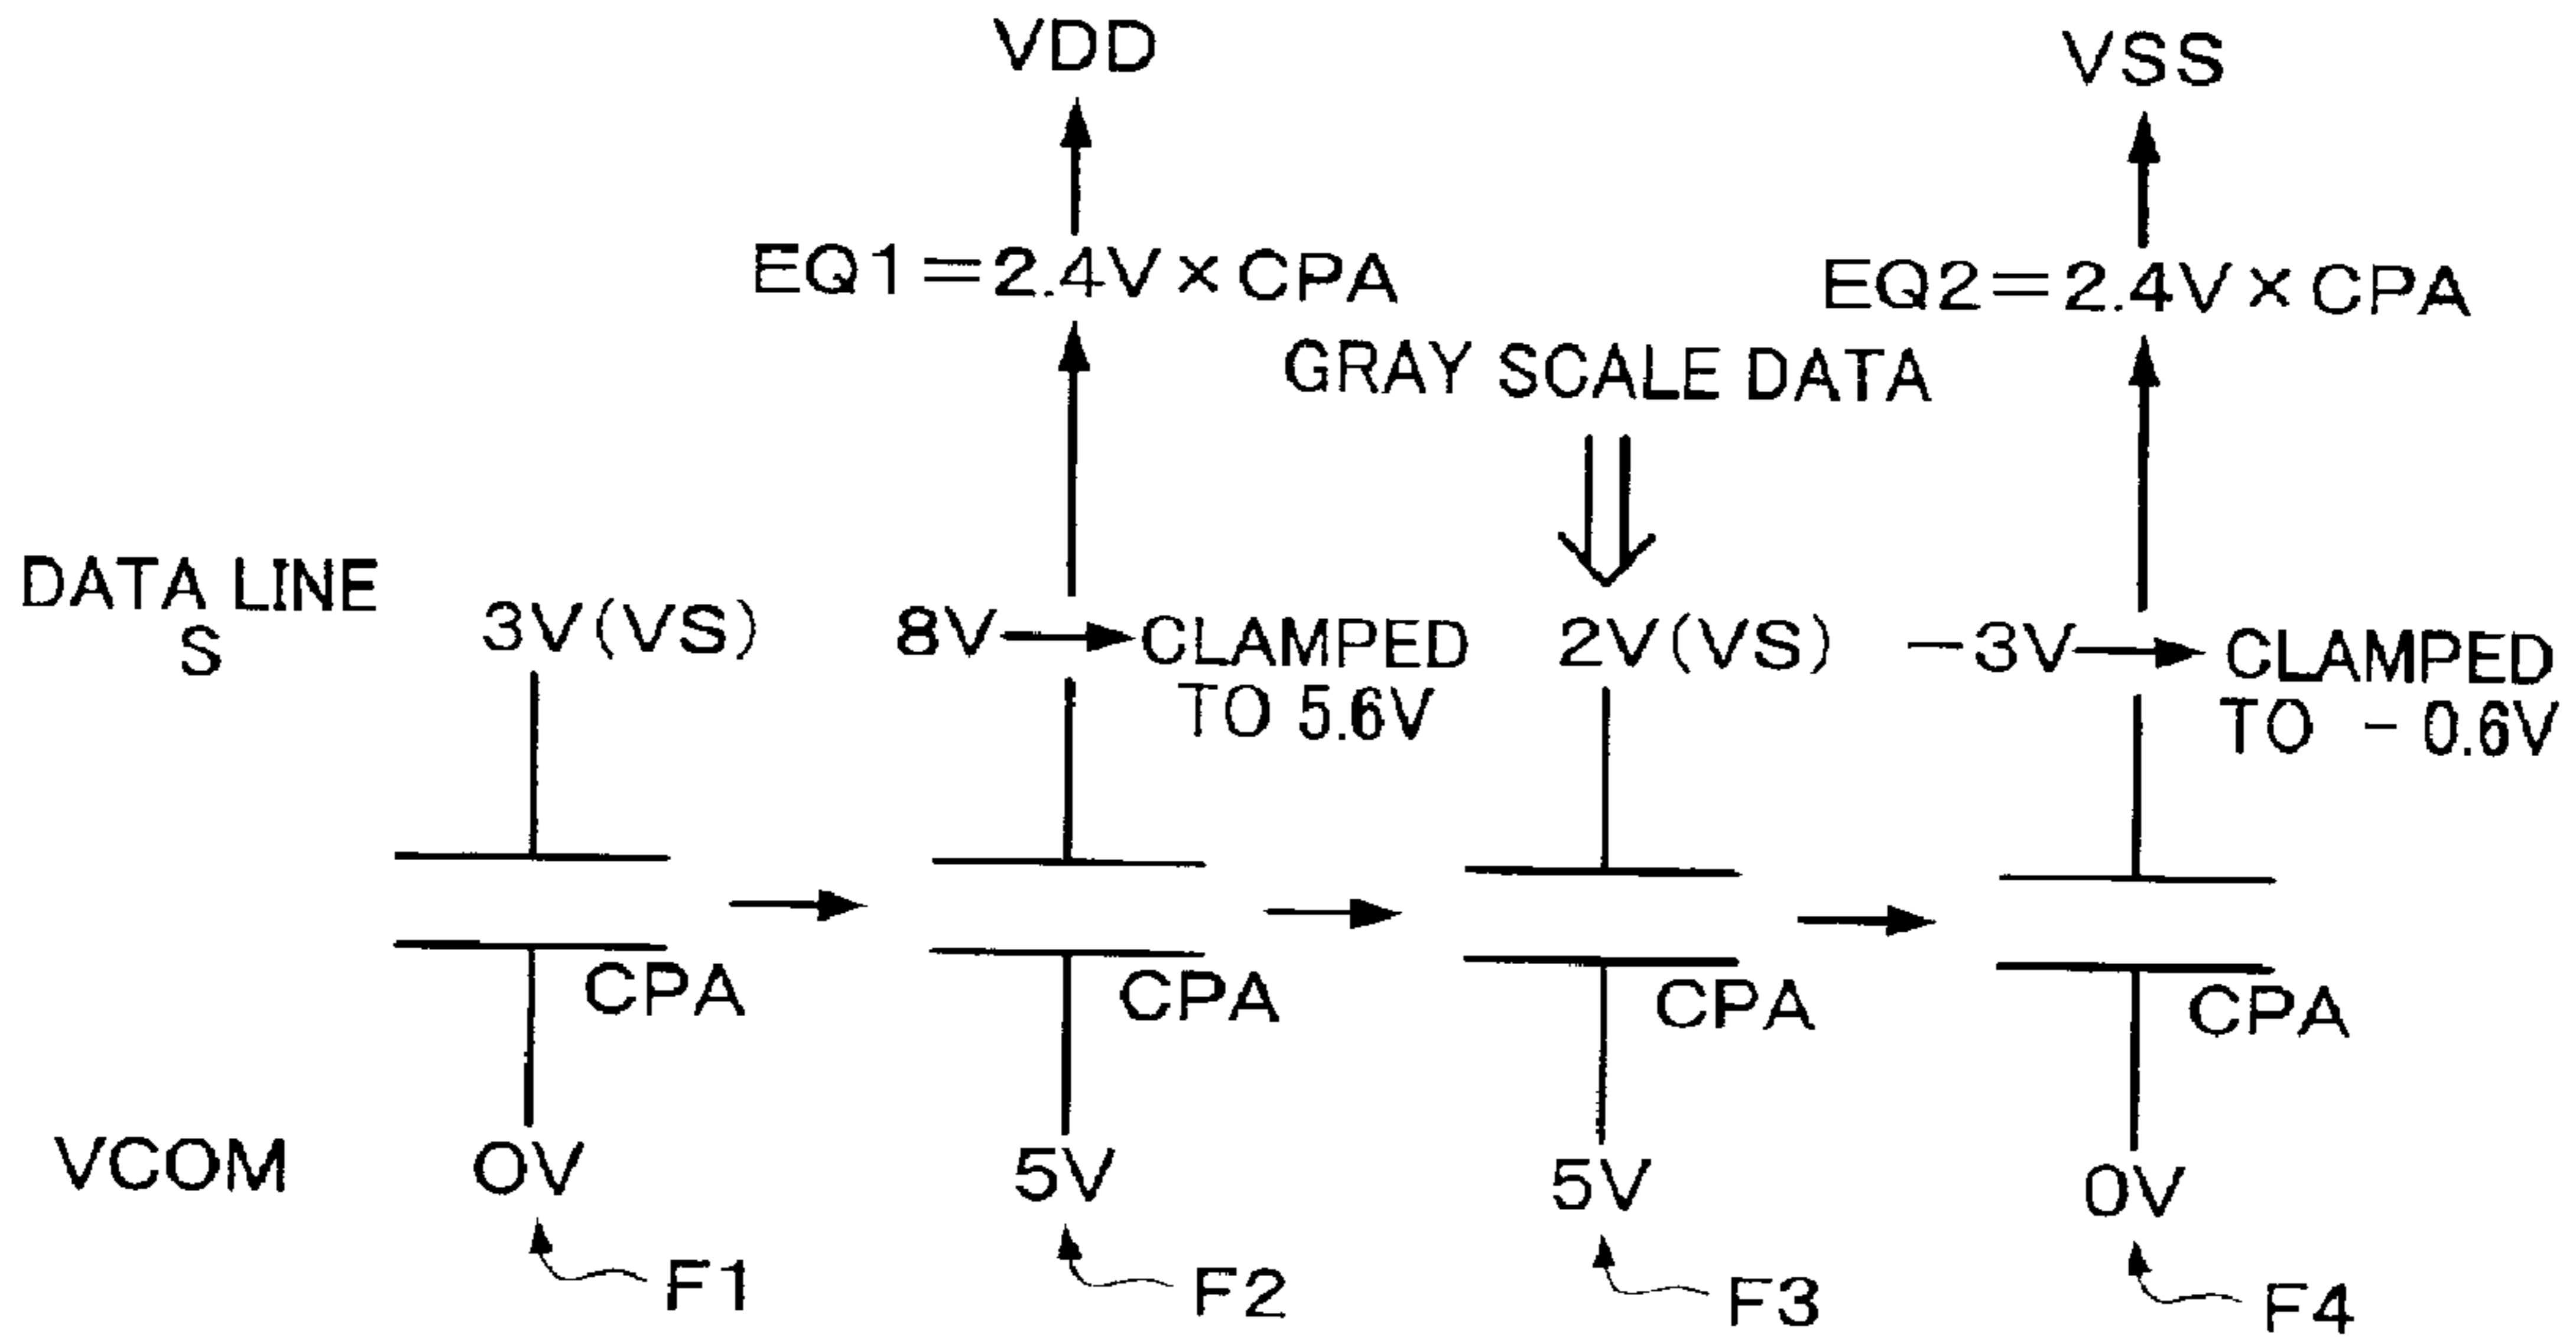 VDD
VSS
EQ1=2.4V×CPA
EQ2=2.4V×CPA
GRAY SCALE DATA
DATA LINE
S
3V(VS)
8V
CLAMPED
TO 5.6V
2V(VS)
−3V
CLAMPED
TO −0.6V
CPA
CPA
CPA
CPA
VCOM
0V
5V
5V
0V
F1
F2
F3
F4